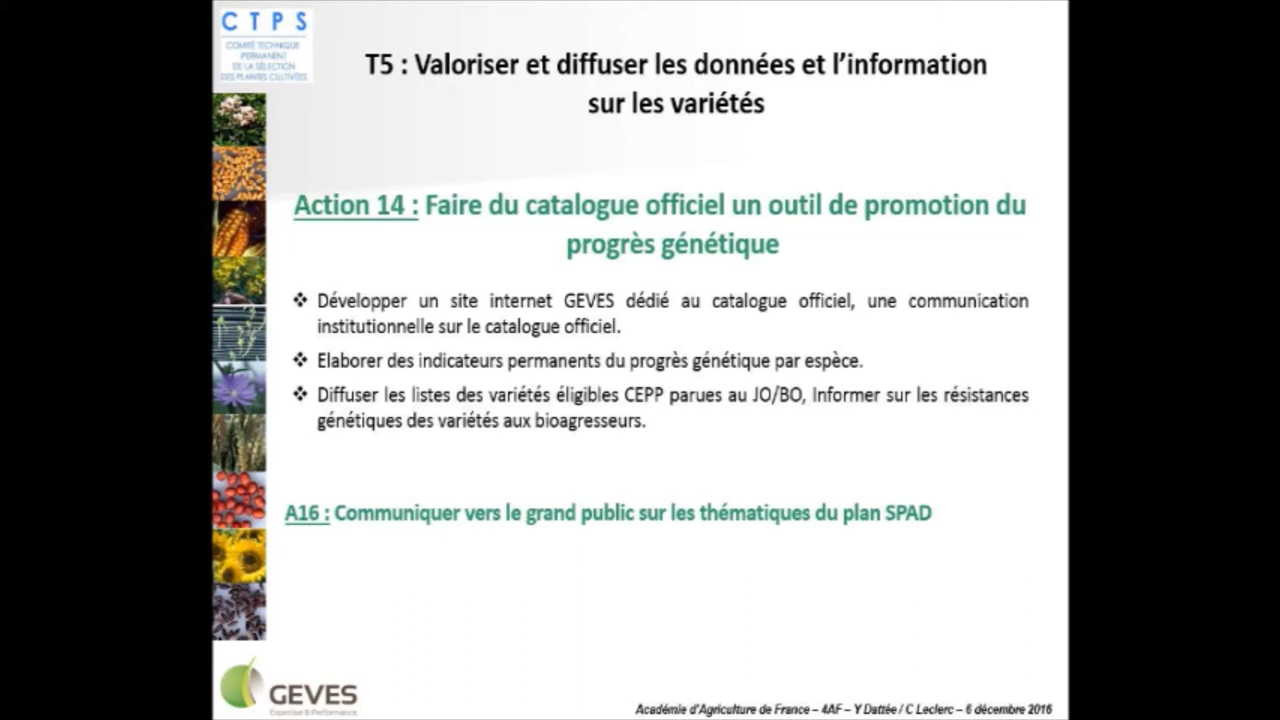 C T P S
COMITÉ TECHNIQUE
PERMANENT
DE LA SÉLECTION
DES PLANTES CULTIVÉES
T5 : Valoriser et diffuser les données et l’information
sur les variétés
Action 14 : Faire du catalogue officiel un outil de promotion du
progrès génétique
❖ Développer un site internet GEVES dédié au catalogue officiel, une communication
institutionnelle sur le catalogue officiel.
❖ Elaborer des indicateurs permanents du progrès génétique par espèce.
❖ Diffuser les listes des variétés éligibles CEPP parues au JO/BO, Informer sur les résistances
génétiques des variétés aux bioagresseurs.
A16 : Communiquer vers le grand public sur les thématiques du plan SPAD
GEVES
Expertise & Performance
Académie d’Agriculture de France – 4AF – Y Dattée / C Leclerc – 6 décembre 2016